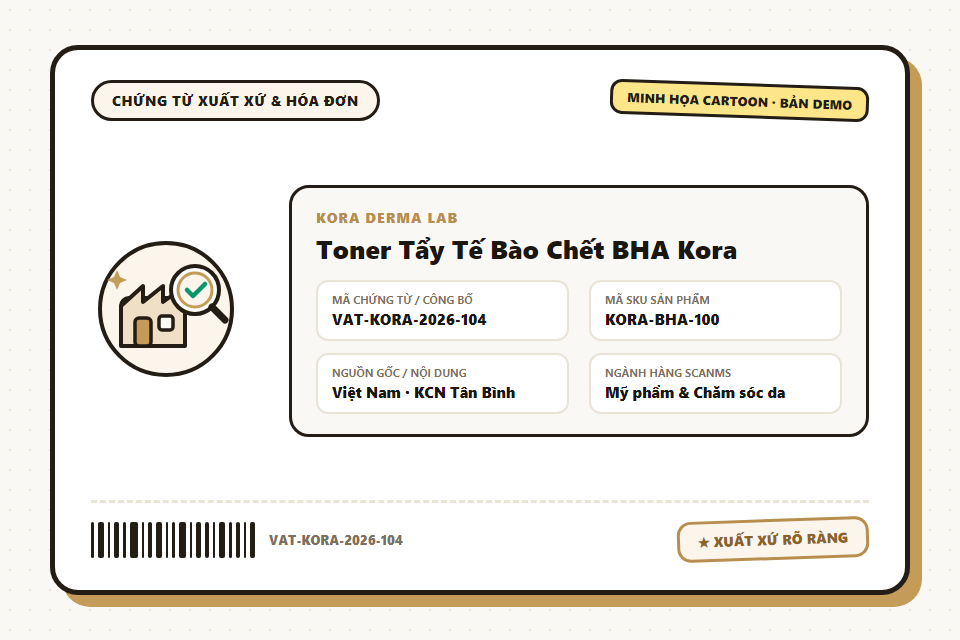 CHỨNG TỪ XUẤT XỨ & HÓA ĐƠN
MINH HỌA CARTOON · BẢN DEMO
KORA DERMA LAB
Toner Tẩy Tế Bào Chết BHA Kora
MÃ CHỨNG TỪ / CÔNG BỐ
VAT-KORA-2026-104
MÃ SKU SẢN PHẨM
KORA-BHA-100
NGUỒN GỐC / NỘI DUNG
Việt Nam · KCN Tân Bình
NGÀNH HÀNG SCANMS
Mỹ phẩm & Chăm sóc da
VAT-KORA-2026-104
★ XUẤT XỨ RÕ RÀNG